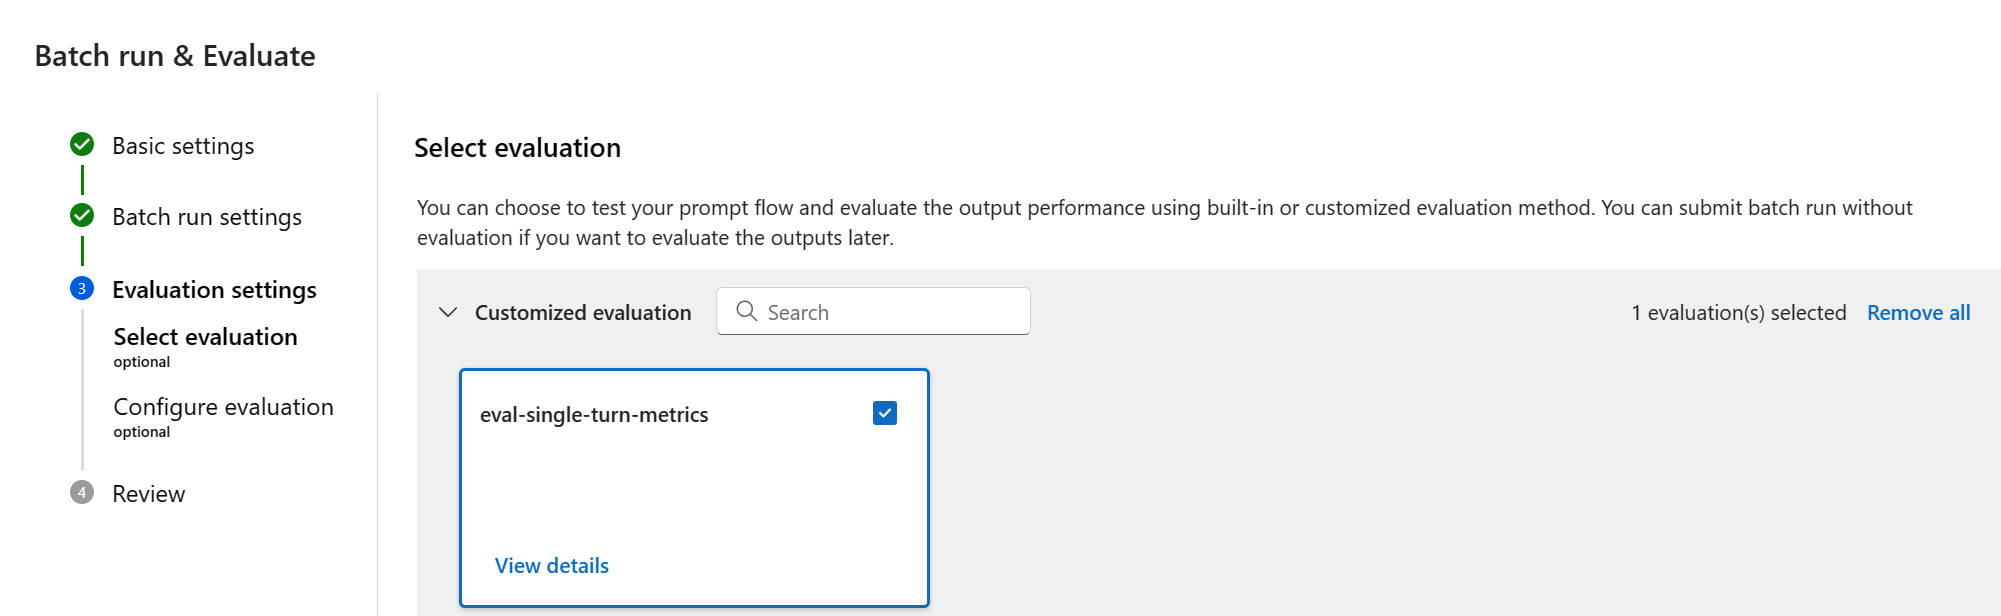 Batch run & Evaluate
Basic settings
Batch run settings
3
Evaluation settings
Select evaluation
optional
Configure evaluation
optional
4
Review
Select evaluation
You can choose to test your prompt flow and evaluate the output performance using built-in or customized evaluation method. You can submit batch run without
evaluation if you want to evaluate the outputs later.
Customized evaluation
Search
1 evaluation(s) selected
Remove all
eval-single-turn-metrics
View details